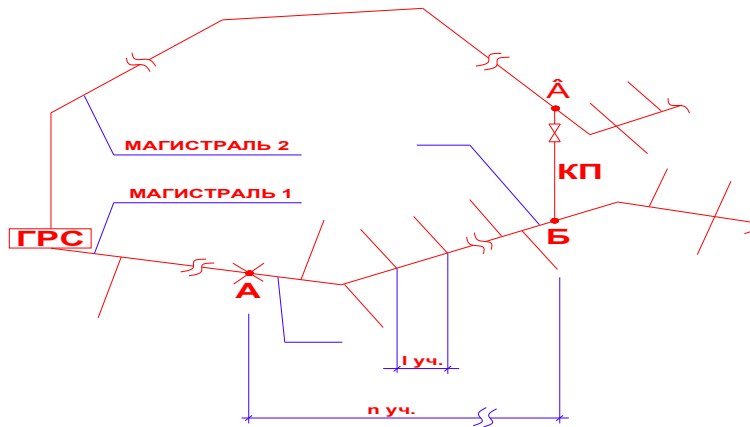 Â
МАГИСТРАЛЬ 2
КП
МАГИСТРАЛЬ 1
ГРС
Б
А
l уч.
n уч.